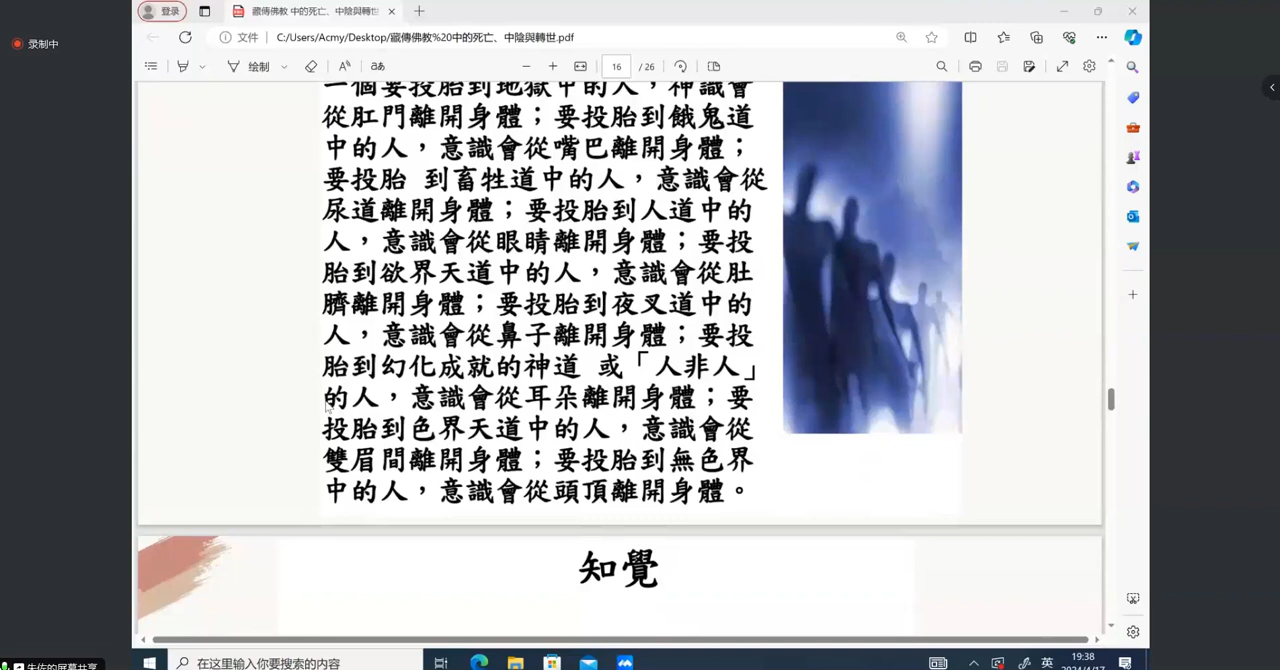 登录
藏傳佛教 中的死亡、中陰與轉世
录制中
文件 C:/Users/Acmy/Desktop/藏傳佛教%20中的死亡、中陰與轉世.pdf
绘制
16 / 26
一個要投胎到地獄中的人，神識會
從肛門離開身體；要投胎到餓鬼道
中的人，意識會從嘴巴離開身體；
要投胎 到畜牲道中的人，意識會從
尿道離開身體；要投胎到人道中的
人，意識會從眼睛離開身體；要投
胎到欲界天道中的人，意識會從肚
臍離開身體；要投胎到夜叉道中的
人，意識會從鼻子離開身體；要投
胎到幻化成就的神道 或「人非人」
的人，意識會從耳朵離開身體；要
投胎到色界天道中的人，意識會從
雙眉間離開身體；要投胎到無色界
中的人，意識會從頭頂離開身體。
知覺
朱佐的屏幕共享
在这里输入你要搜索的内容
英
19:38
2024/4/17